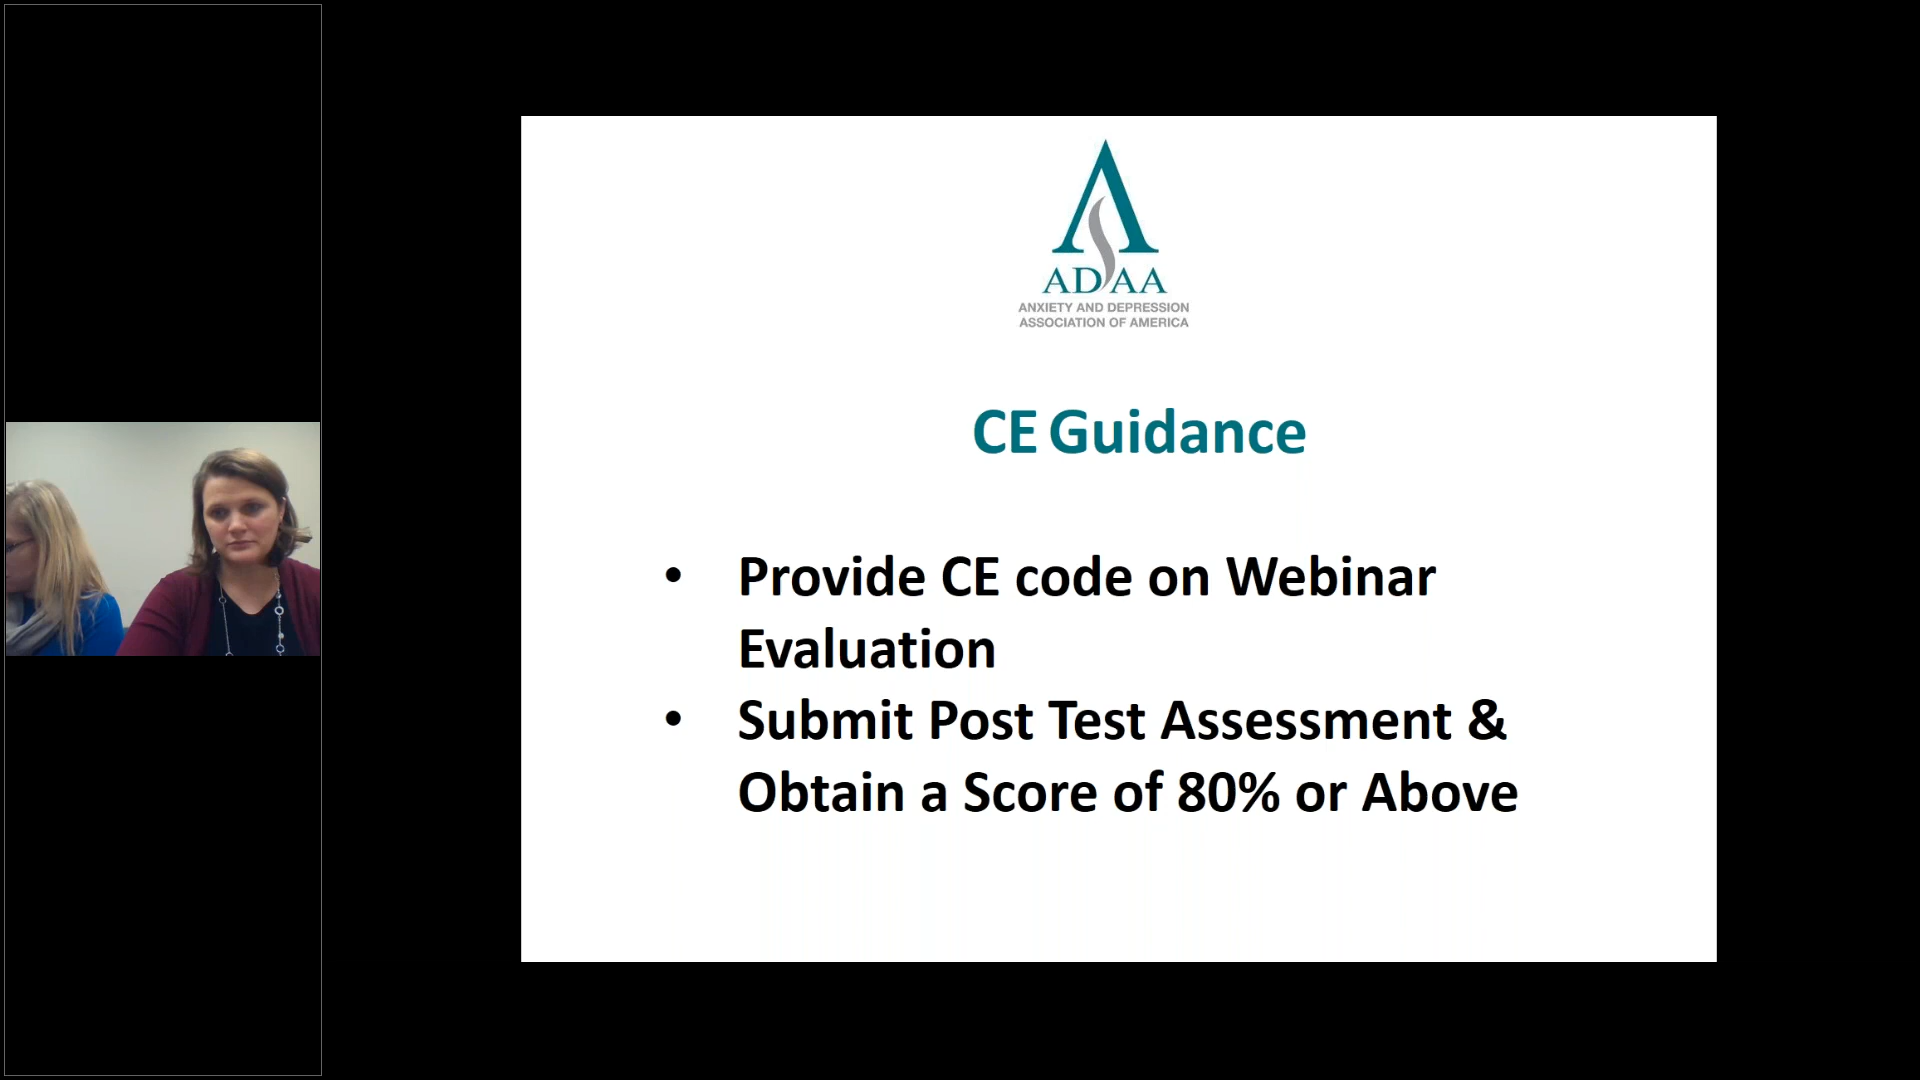 ADAA
ANXIETY AND DEPRESSION
ASSOCIATION OF AMERICA
CE Guidance
• Provide CE code on Webinar
Evaluation
• Submit Post Test Assessment &
Obtain a Score of 80% or Above